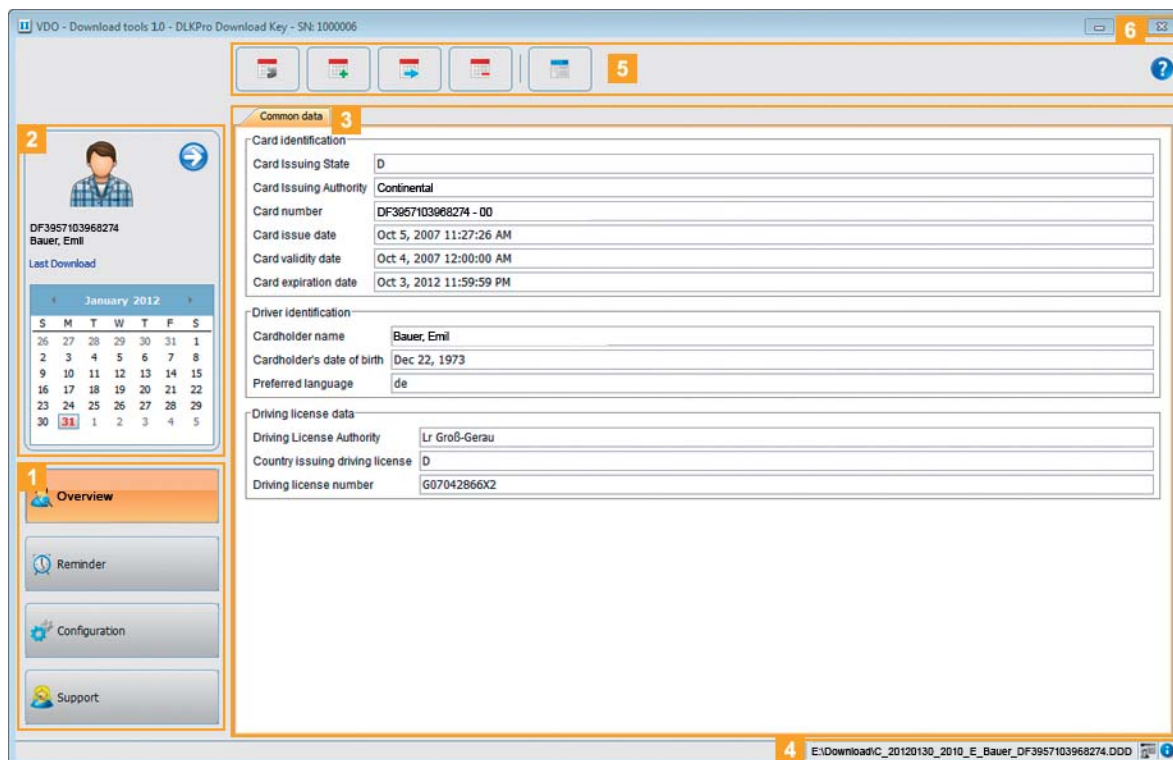 VDO - Download tools 1.0 - DLKPro Download Key - SN: 1000006
6
5
?
2
DF3957103968274
Bauer, Emil
Last Download
January 2012
S M T W T F S
26 27 28 29 30 31 1
2 3 4 5 6 7 8
9 10 11 12 13 14 15
16 17 18 19 20 21 22
23 24 25 26 27 28 29
30 31 1 2 3 4 5
1
Overview
Reminder
Configuration
Support
Common data 3
Card identification
Card Issuing State D
Card Issuing Authority Continental
Card number DF3957103968274 - 00
Card issue date Oct 5, 2007 11:27:26 AM
Card validity date Oct 4, 2007 12:00:00 AM
Card expiration date Oct 3, 2012 11:59:59 PM
Driver identification
Cardholder name Bauer, Emil
Cardholder's date of birth Dec 22, 1973
Preferred language de
Driving license data
Driving License Authority Lr Groß-Gerau
Country issuing driving license D
Driving license number G07042866X2
4 E:\Download\C_20120130_2010_E_Bauer_DF3957103968274.DDD